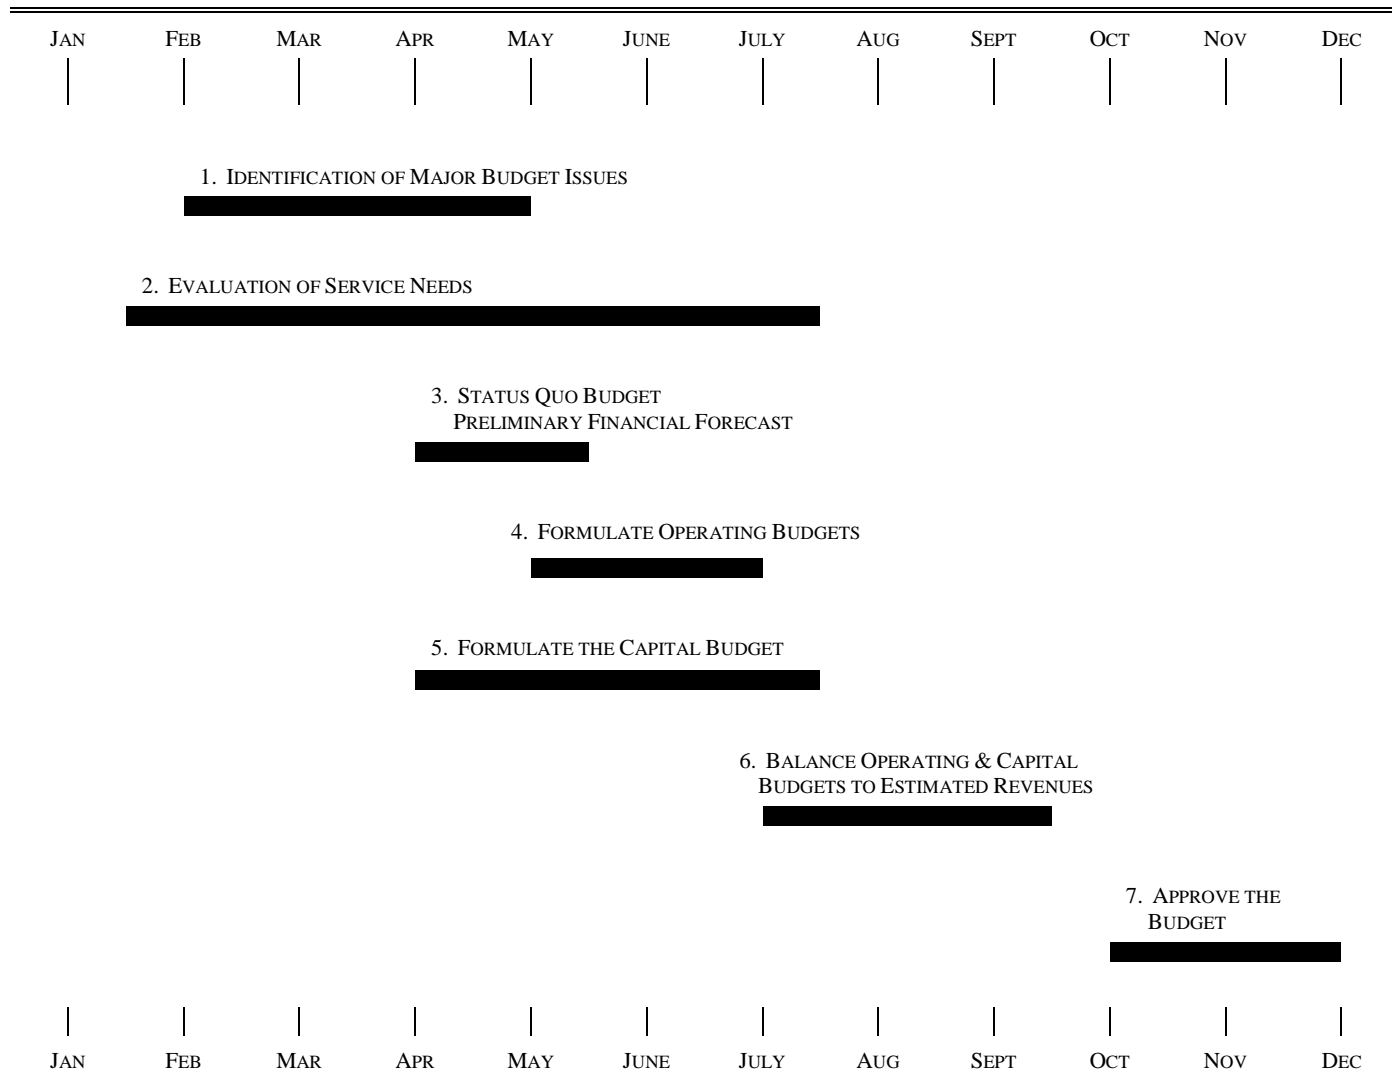 JAN FEB MAR APR MAY JUNE JULY AUG SEPT OCT NOV DEC
1. IDENTIFICATION OF MAJOR BUDGET ISSUES
2. EVALUATION OF SERVICE NEEDS
3. STATUS QUO BUDGET
PRELIMINARY FINANCIAL FORECAST
4. FORMULATE OPERATING BUDGETS
5. FORMULATE THE CAPITAL BUDGET
6. BALANCE OPERATING & CAPITAL
BUDGETS TO ESTIMATED REVENUES
7. APPROVE THE
BUDGET
JAN FEB MAR APR MAY JUNE JULY AUG SEPT OCT NOV DEC